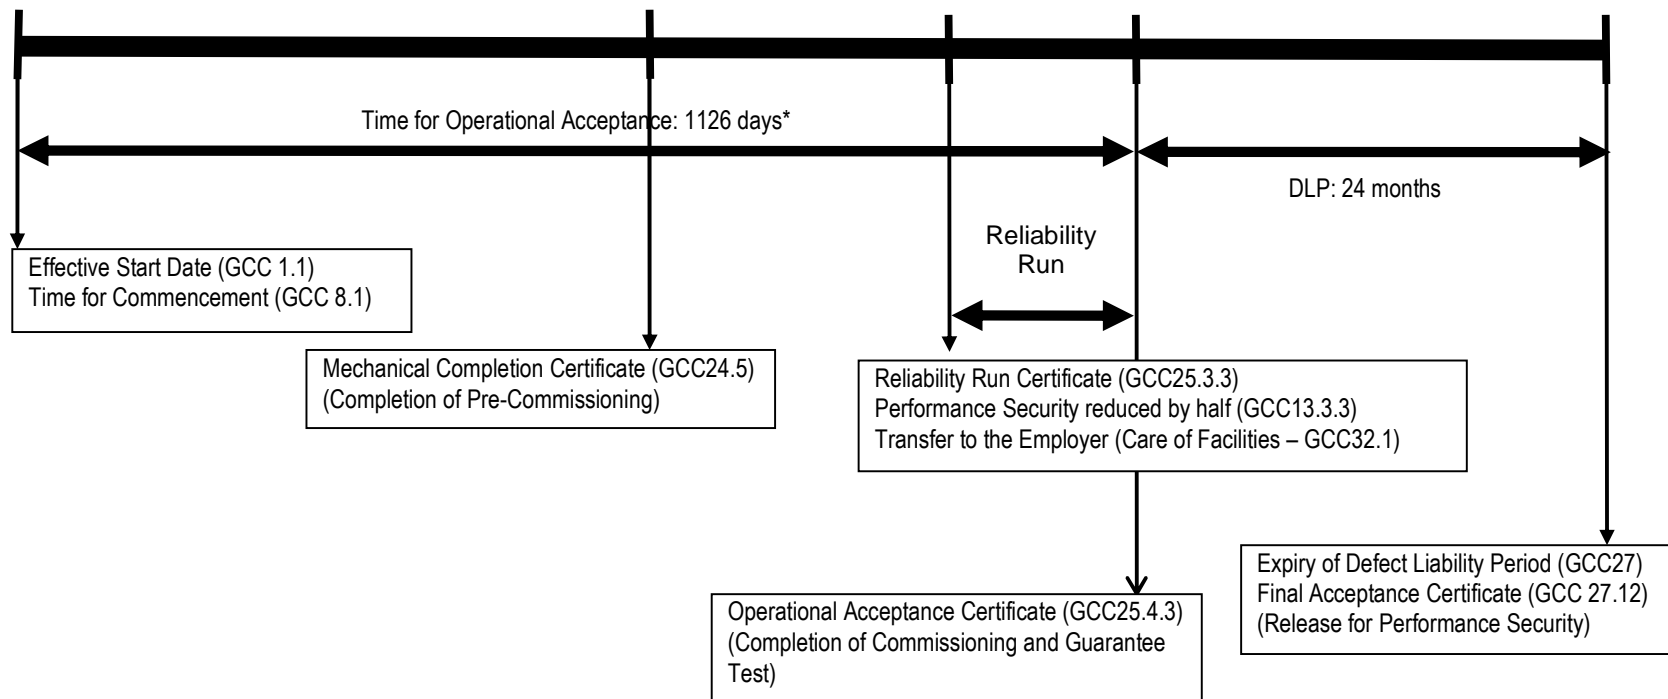 Time for Operational Acceptance: 1126 days*
DLP: 24 months
Reliability
Run
Effective Start Date (GCC 1.1)
Time for Commencement (GCC 8.1)
Mechanical Completion Certificate (GCC24.5)
(Completion of Pre-Commissioning)
Reliability Run Certificate (GCC25.3.3)
Performance Security reduced by half (GCC13.3.3)
Transfer to the Employer (Care of Facilities – GCC32.1)
Operational Acceptance Certificate (GCC25.4.3)
(Completion of Commissioning and Guarantee
Test)
Expiry of Defect Liability Period (GCC27)
Final Acceptance Certificate (GCC 27.12)
(Release for Performance Security)